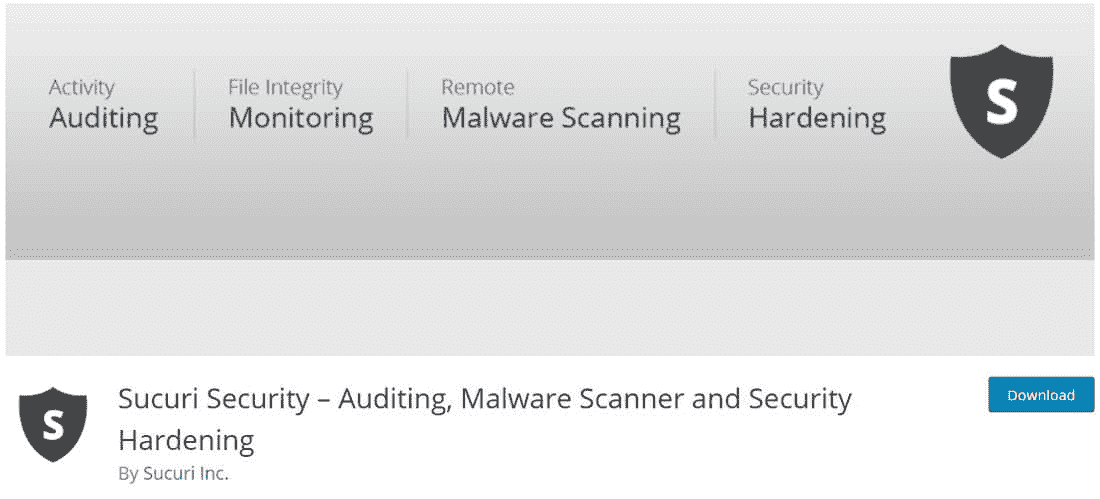 Activity
Auditing
File Integrity
Monitoring
Remote
Malware Scanning
Security
Hardening
S
S
Sucuri Security – Auditing, Malware Scanner and Security
Hardening
By Sucuri Inc.
Download